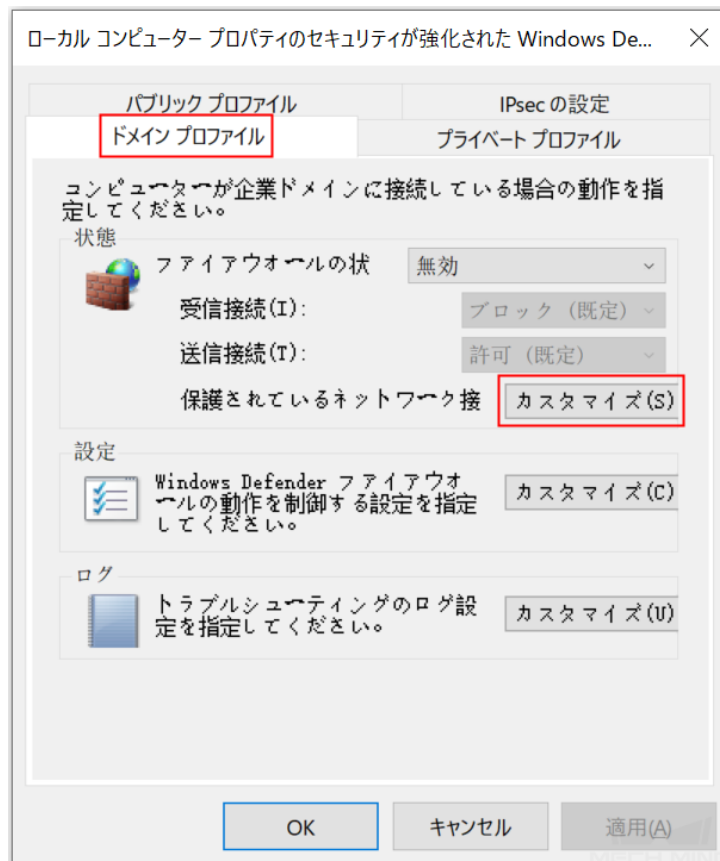 ローカル コンピューター プロパティのセキュリティが強化された Windows De...
パブリック プロファイル
IPsec の設定
ドメイン プロファイル
プライベート プロファイル
コンピューターが企業ドメインに接続している場合の動作を指
定してください。
状態
ファイアウオールの状
無効
受信接続(I):
ブロック (既定)
送信接続(T):
許可 (既定)
保護されているネットワーク接
カスタマイズ(S)
設定
Windows Defender ファイアウオ
ールの動作を制御する設定を指定
してください。
カスタマイズ(C)
ログ
トラブルシューティングのログ設
定を指定してください。
カスタマイズ(U)
OK
キャンセル
適用(A)
MECH MIND